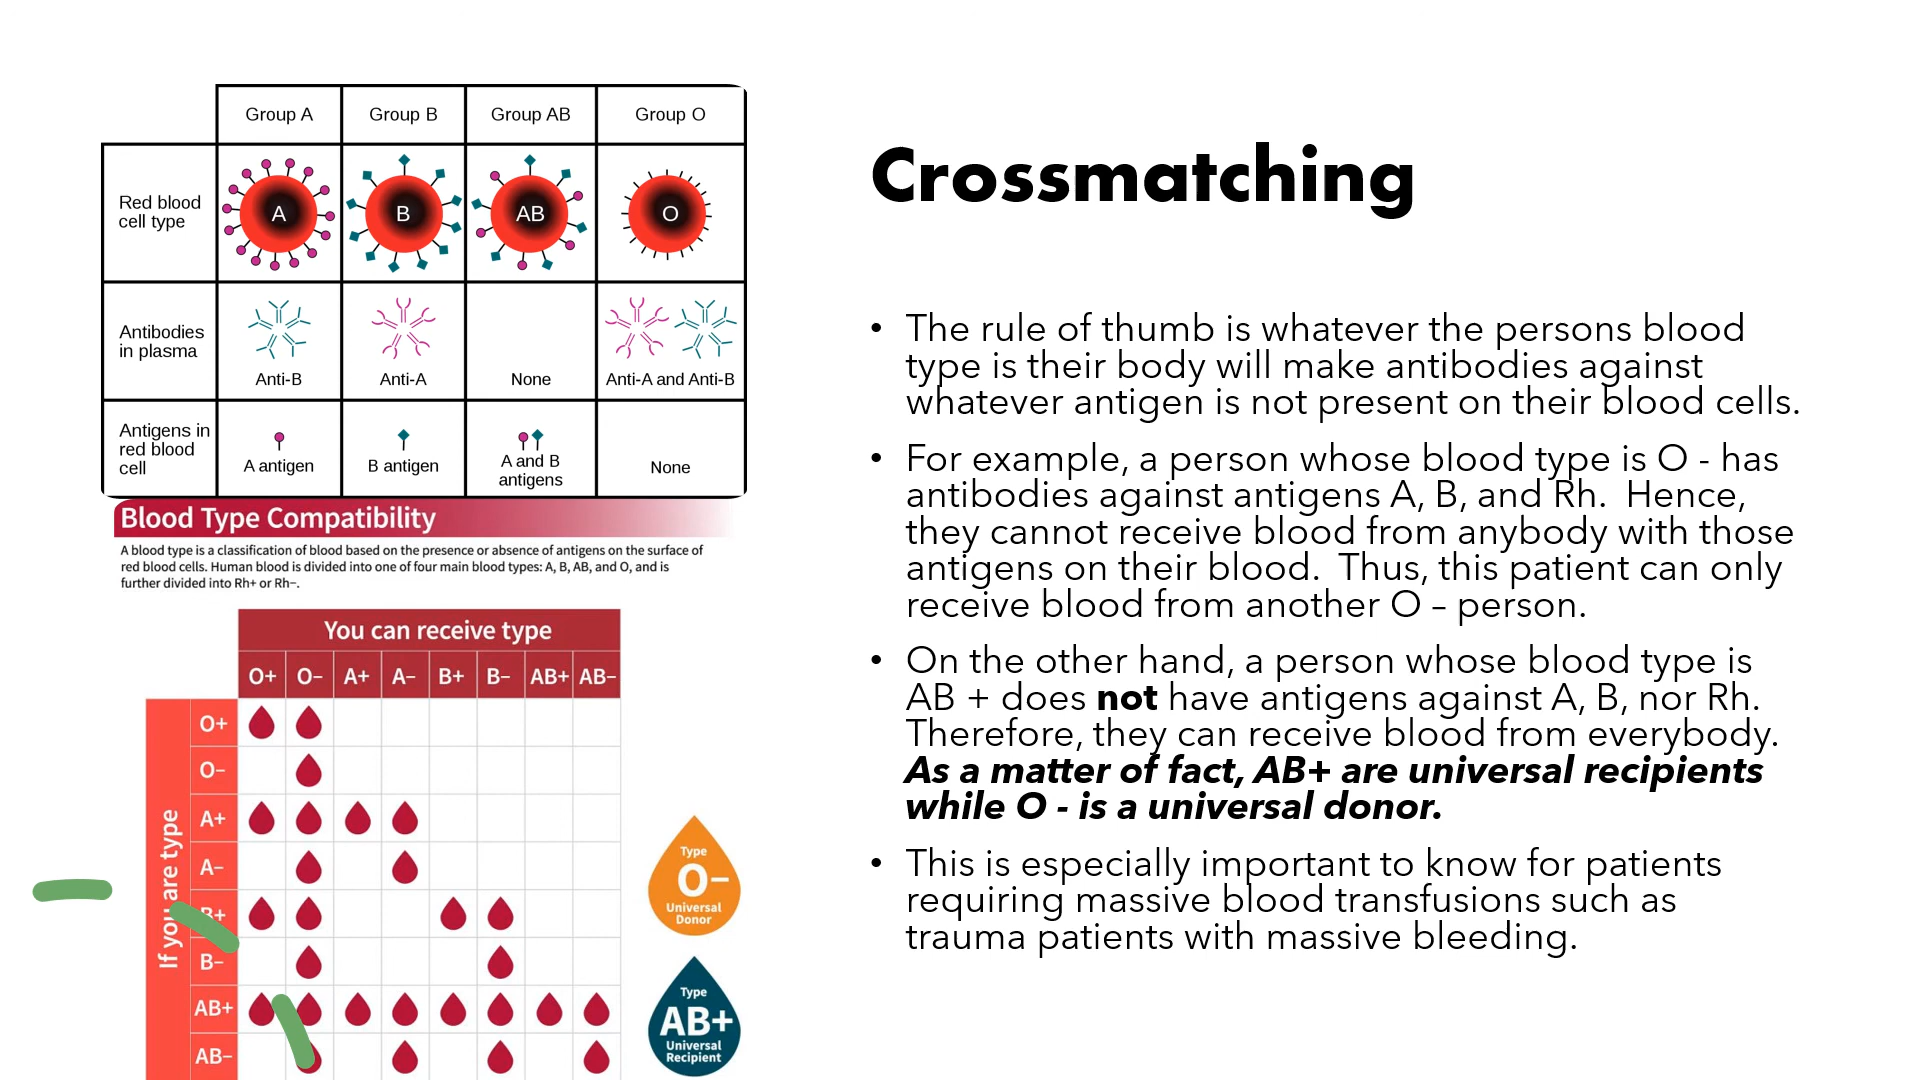 Group A Group B Group AB Group O
Red blood
cell type
A B AB O
Antibodies
in plasma
Anti-B Anti-A None Anti-A and Anti-B
Antigens in
red blood
cell
A antigen B antigen A and B
antigens None
Blood Type Compatibility
A blood type is a classification of blood based on the presence or absence of antigens on the surface of
red blood cells. Human blood is divided into one of four main blood types: A, B, AB, and O, and is
further divided into Rh+ or Rh−.
You can receive type
O+ O− A+ A− B+ B− AB+ AB−
If you are type
O+
O−
A+
A−
B+
B−
AB+
AB−
Type
O−
Universal
Donor
Type
AB+
Universal
Recipient
Crossmatching
• The rule of thumb is whatever the persons blood
type is their body will make antibodies against
whatever antigen is not present on their blood cells.
• For example, a person whose blood type is O - has
antibodies against antigens A, B, and Rh.  Hence,
they cannot receive blood from anybody with those
antigens on their blood.  Thus, this patient can only
receive blood from another O – person.
• On the other hand, a person whose blood type is
AB + does not have antigens against A, B, nor Rh.
Therefore, they can receive blood from everybody.
As a matter of fact, AB+ are universal recipients
while O - is a universal donor.
• This is especially important to know for patients
requiring massive blood transfusions such as
trauma patients with massive bleeding.